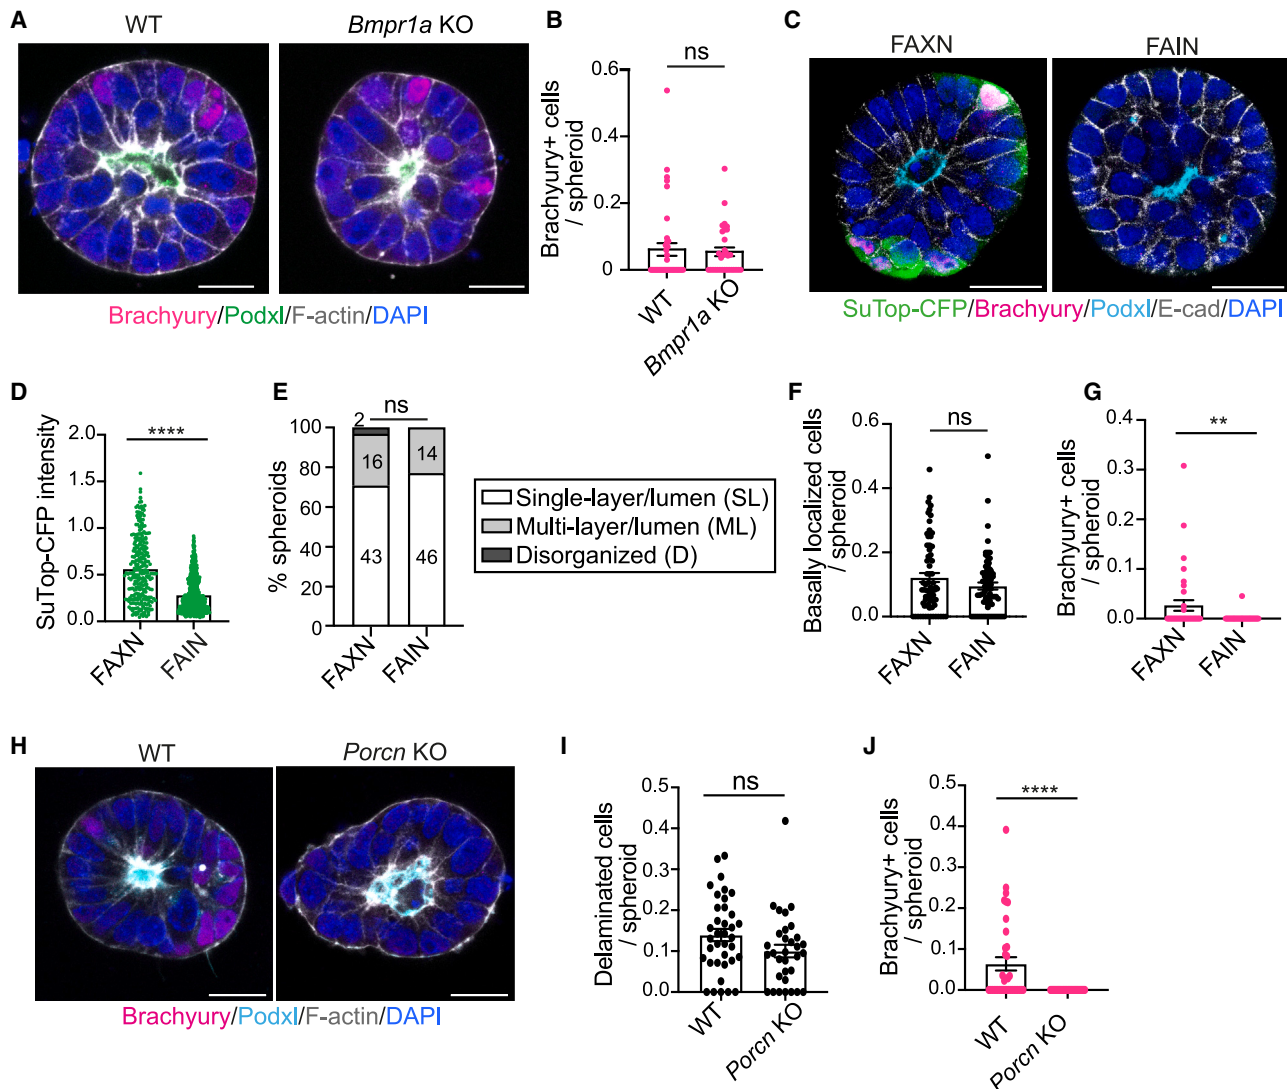 A
WT
Bmpr1a KO
Brachyury/Podxl/F-actin/DAPI
B
ns
Brachyury+ cells
/ spheroid
0.6
0.4
0.2
0
WT
Bmpr1a KO
C
FAXN
FAIN
SuTop-CFP/Brachyury/Podxl/E-cad/DAPI
D
****
SuTop-CFP intensity
2.0
1.5
1.0
0.5
0.0
FAXN
FAIN
E
ns
% spheroids
100
80
60
40
20
0
2
16
14
43
46
FAXN
FAIN
Single-layer/lumen (SL)
Multi-layer/lumen (ML)
Disorganized (D)
F
ns
Basally localized cells
/ spheroid
0.6
0.4
0.2
0.0
FAXN
FAIN
G
**
Brachyury+ cells
/ spheroid
0.4
0.3
0.2
0.1
0.0
FAXN
FAIN
H
WT
Porcn KO
Brachyury/Podxl/F-actin/DAPI
I
ns
Delaminated cells
/ spheroid
0.5
0.4
0.3
0.2
0.1
0.0
WT
Porcn KO
J
****
Brachyury+ cells
/ spheroid
0.5
0.4
0.3
0.2
0.1
0.0
WT
Porcn KO